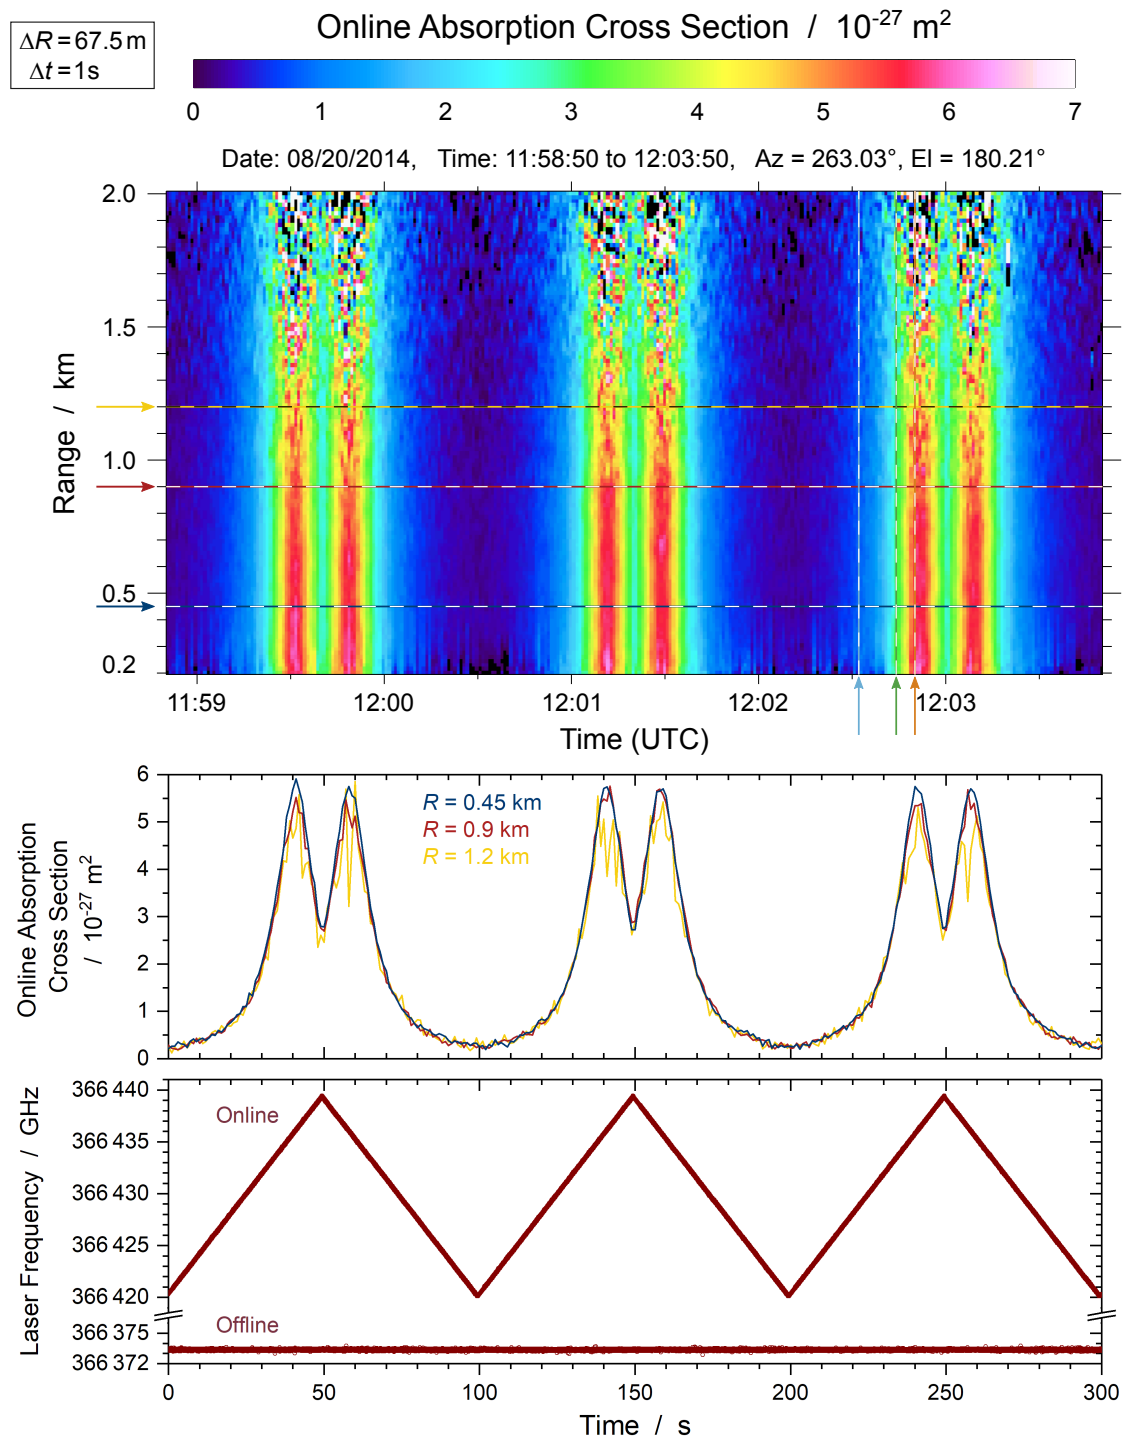 ΔR = 67.5 m
Δt = 1s
Online Absorption Cross Section / 10-27 m2
0 1 2 3 4 5 6 7
Date: 08/20/2014, Time: 11:58:50 to 12:03:50, Az = 263.03°, El = 180.21°
Range / km
2.0
1.5
1.0
0.5
0.2
11:59 12:00 12:01 12:02 12:03
Time (UTC)
Online Absorption
Cross Section
/ 10-27 m2
6
5
4
3
2
1
0
R = 0.45 km
R = 0.9 km
R = 1.2 km
Laser Frequency / GHz
366 440
366 435
366 430
366 425
366 420
366 375
366 372
Online
Offline
0 50 100 150 200 250 300
Time / s